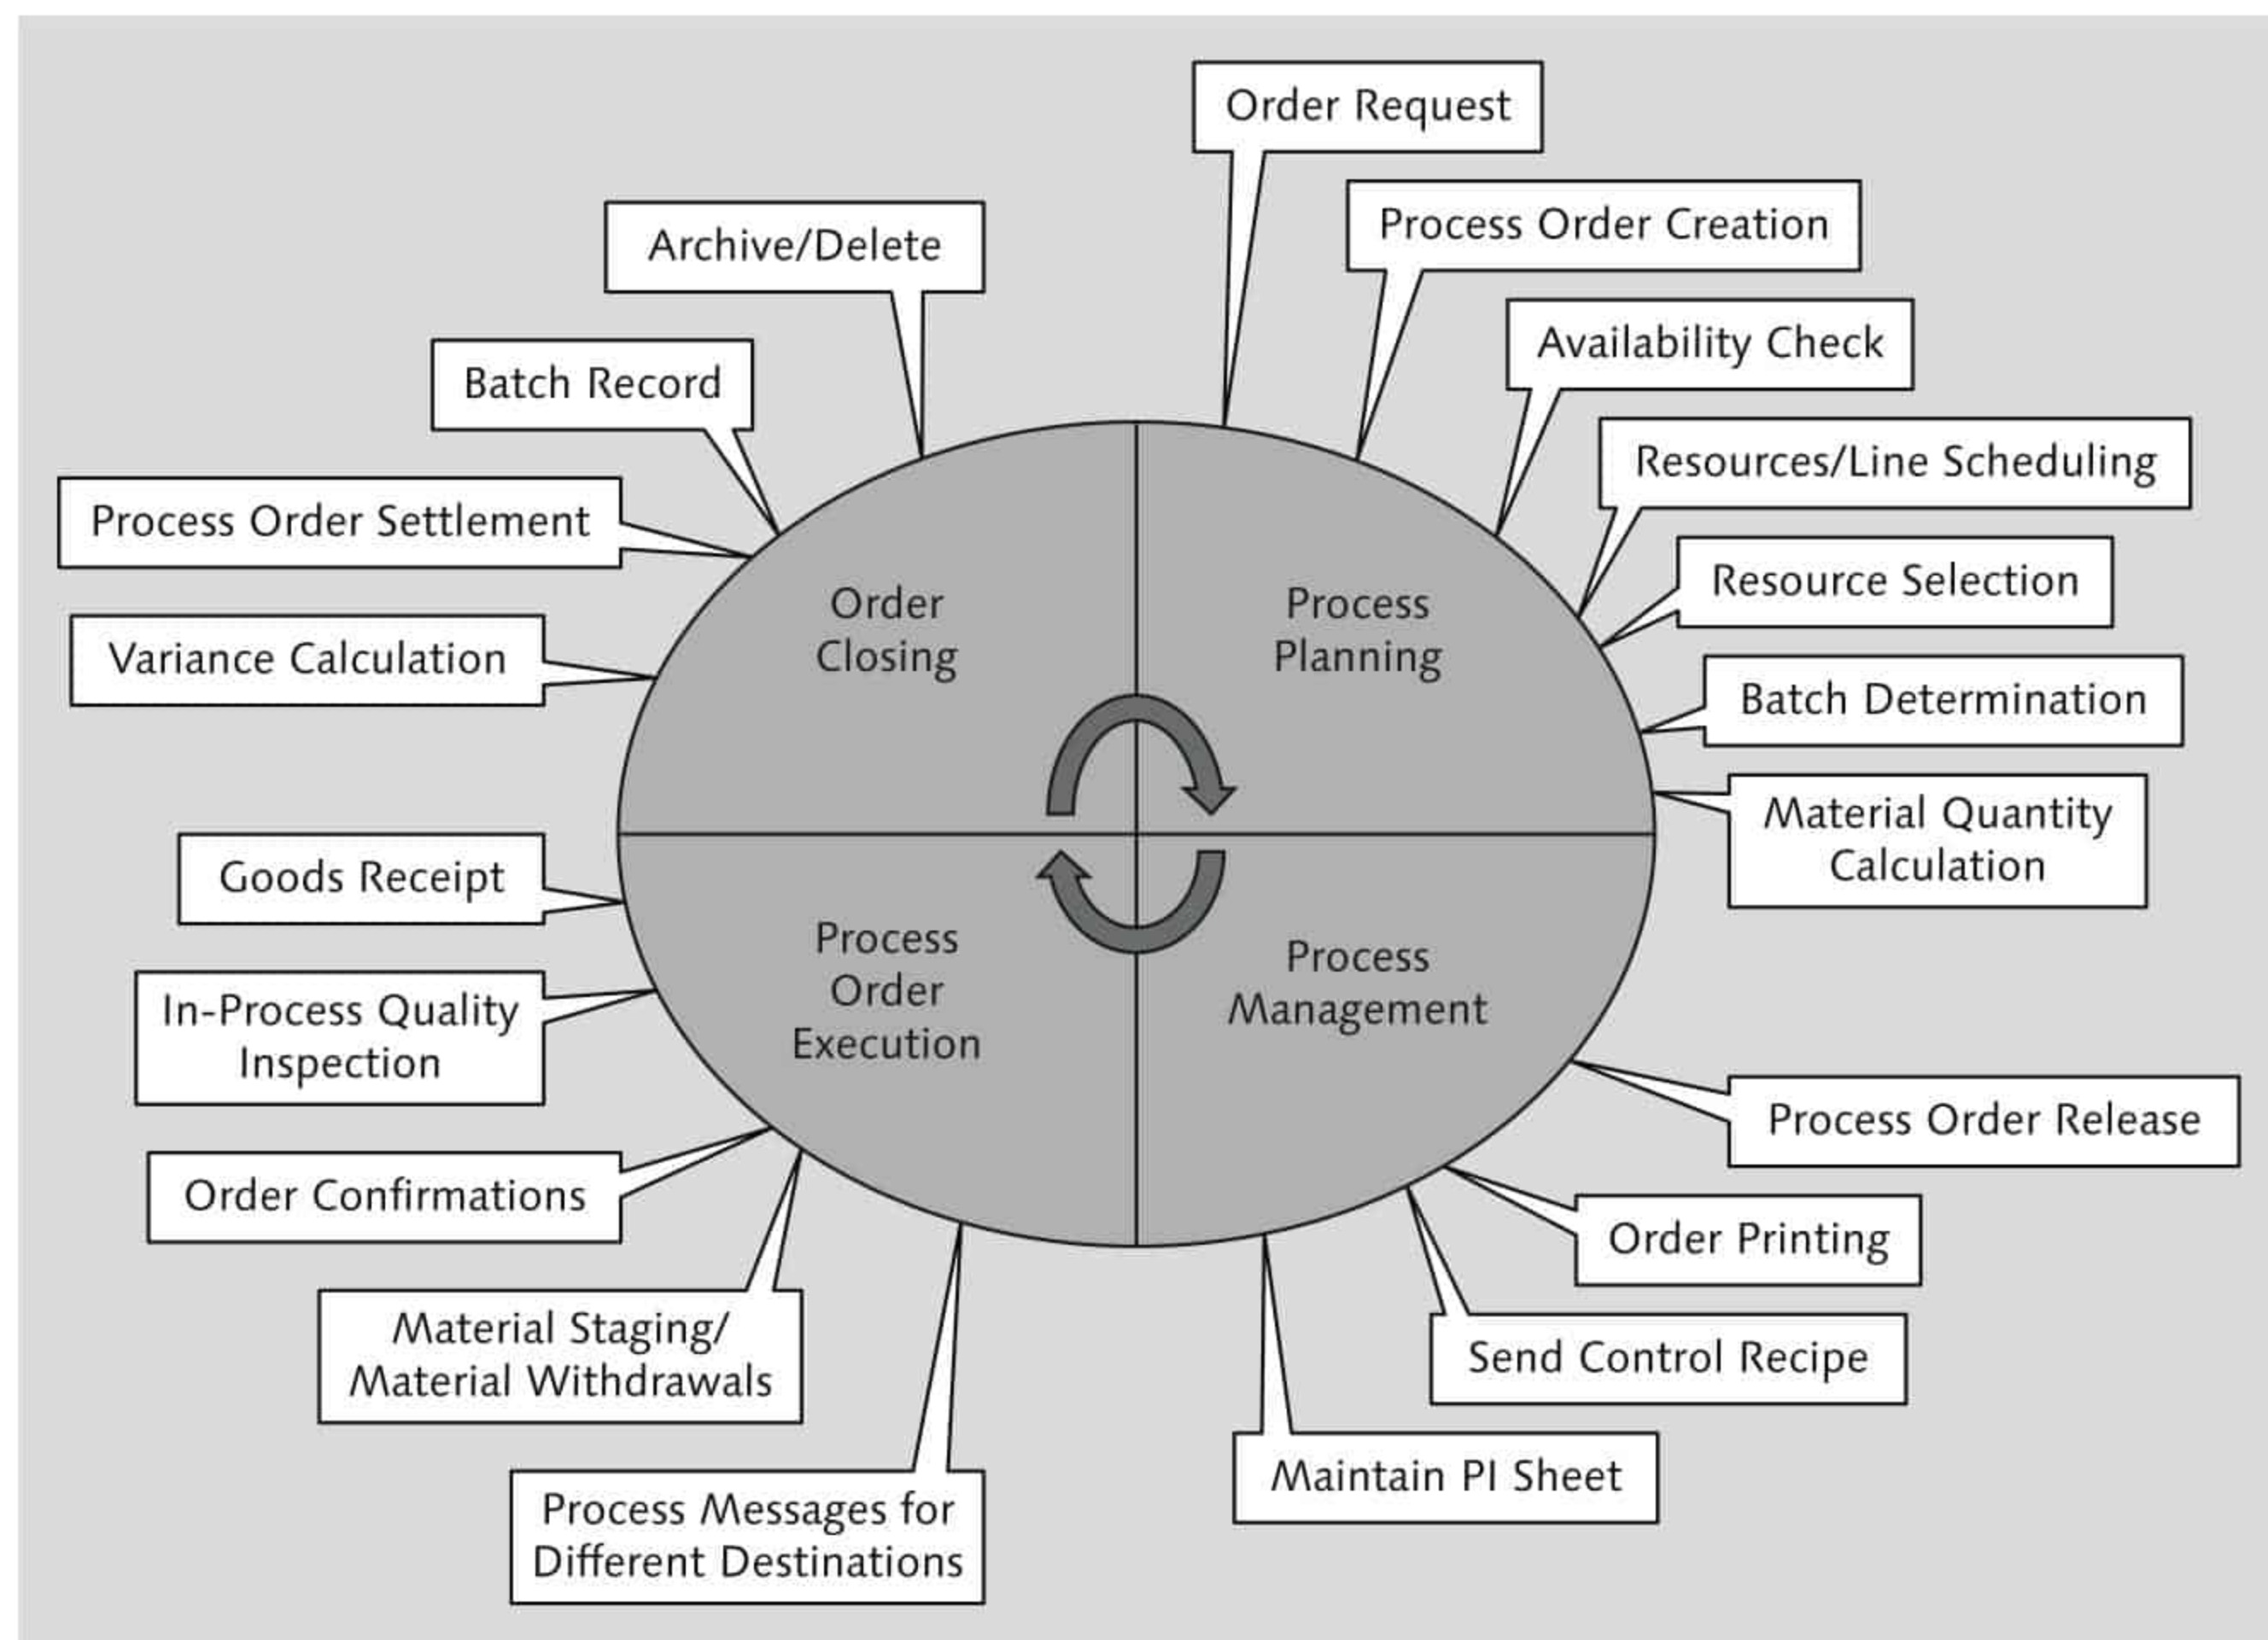 Order Request
Process Order Creation
Archive/Delete
Availability Check
Batch Record
Resources/Line Scheduling
Process Order Settlement
Resource Selection
Order
Closing
Process
Planning
Variance Calculation
Batch Determination
Material Quantity
Calculation
Goods Receipt
Process
Order
Execution
Process
Management
In-Process Quality
Inspection
Process Order Release
Order Confirmations
Order Printing
Material Staging/
Material Withdrawals
Send Control Recipe
Maintain PI Sheet
Process Messages for
Different Destinations